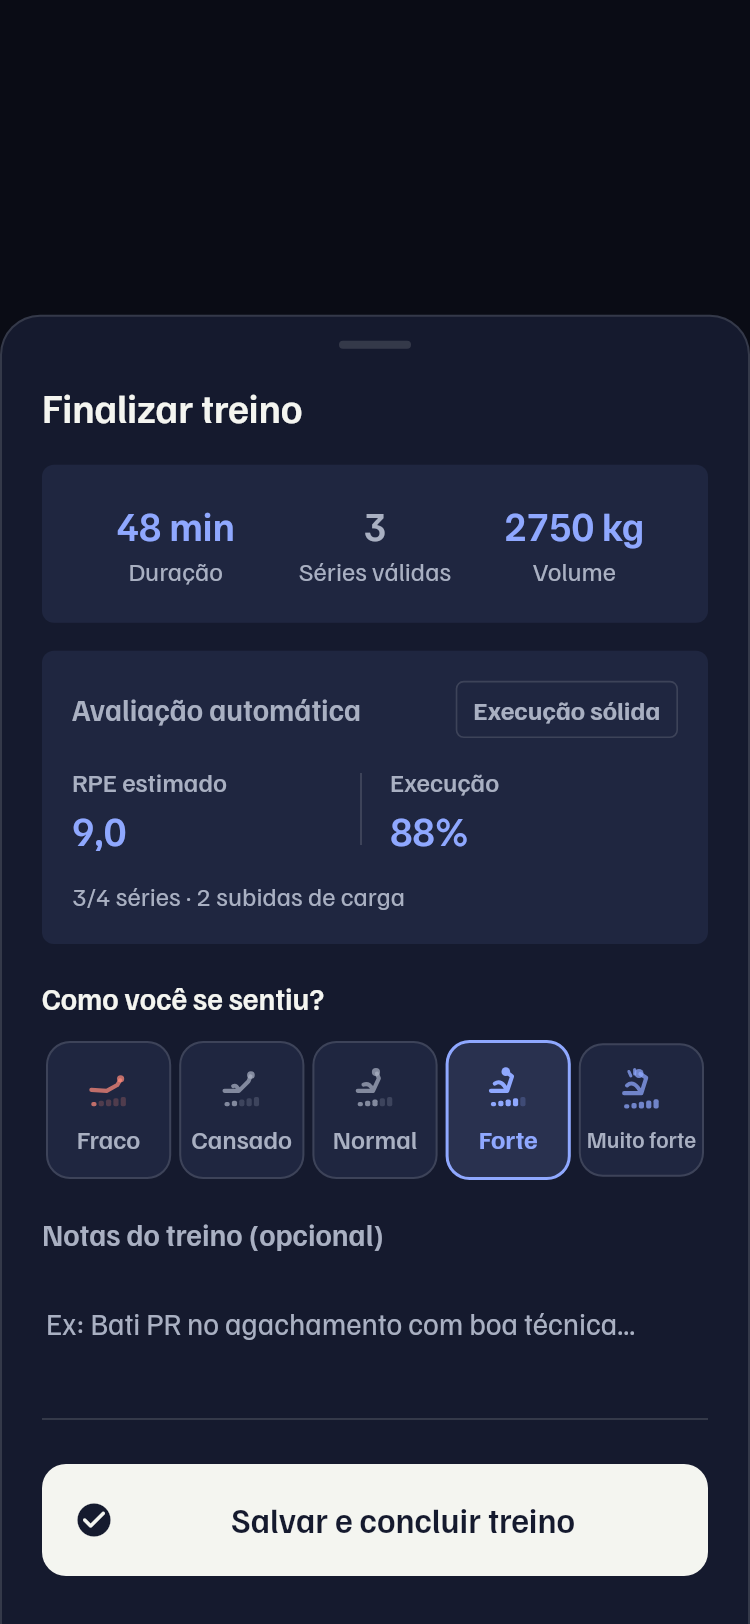 Finalizar treino
48 min
3
2750 kg
Duração
Séries válidas
Volume
Avaliação automática
Execução sólida
RPE estimado
Execução
9,0
88%
3/4 séries · 2 subidas de carga
Como você se sentiu?
Fraco
Cansado
Normal
Forte
Muito forte
Notas do treino (opcional)
Ex: Bati PR no agachamento com boa técnica...
Salvar e concluir treino